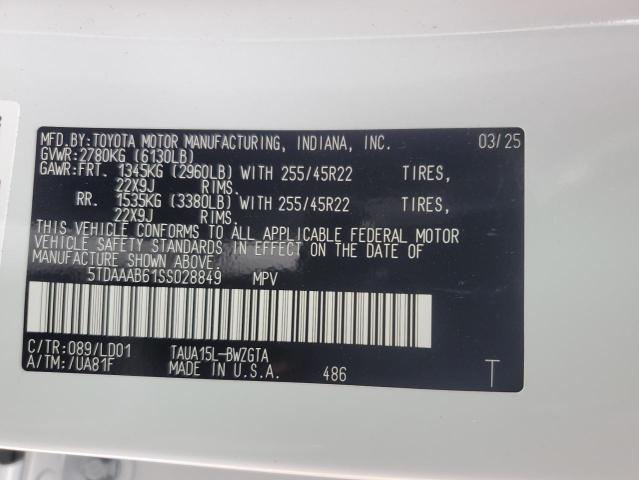 MFD.BY:TOYOTA MOTOR MANUFACTURING, INDIANA, INC. 03/25
GVWR:2780KG (6130LB)
GAWR:FRT. 1345KG (2960LB) WITH 255/45R22 TIRES,
22X9J RIMS.
RR. 1535KG (3380LB) WITH 255/45R22 TIRES,
22X9J RIMS.
THIS VEHICLE CONFORMS TO ALL APPLICABLE FEDERAL MOTOR
VEHICLE SAFETY STANDARDS IN EFFECT ON THE DATE OF
MANUFACTURE SHOWN ABOVE.
5TDAAAB61SS028849 MPV
C/TR:089/LD01 TAUA15L-BWZGTA
A/TM:/UA81F MADE IN U.S.A. 486 T